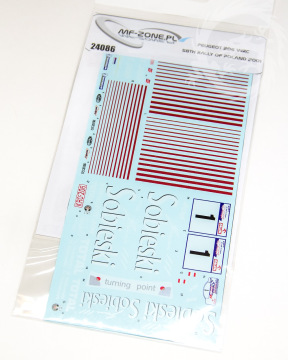 MF-ZONE.PL
24086
PEUGEOT 206 WRC
58TH RALLY OF POLAND 2001
1
1
Sobieski
Sobieski
turning point
Sobieski Sobieski